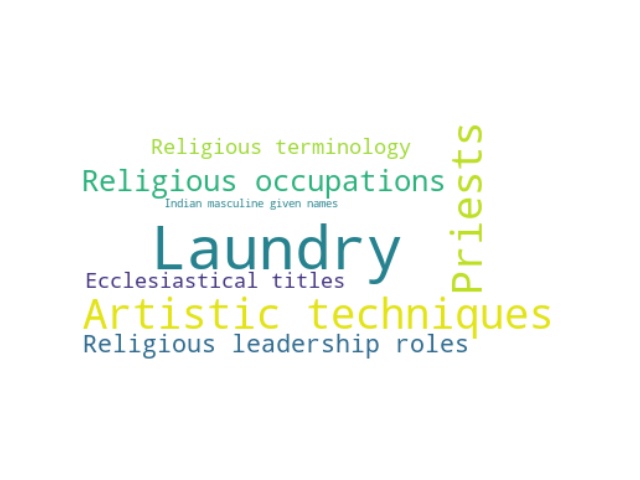 Religious terminology
Religious occupations
Indian masculine given names
Laundry
Priests
Ecclesiastical titles
Artistic techniques
Religious leadership roles